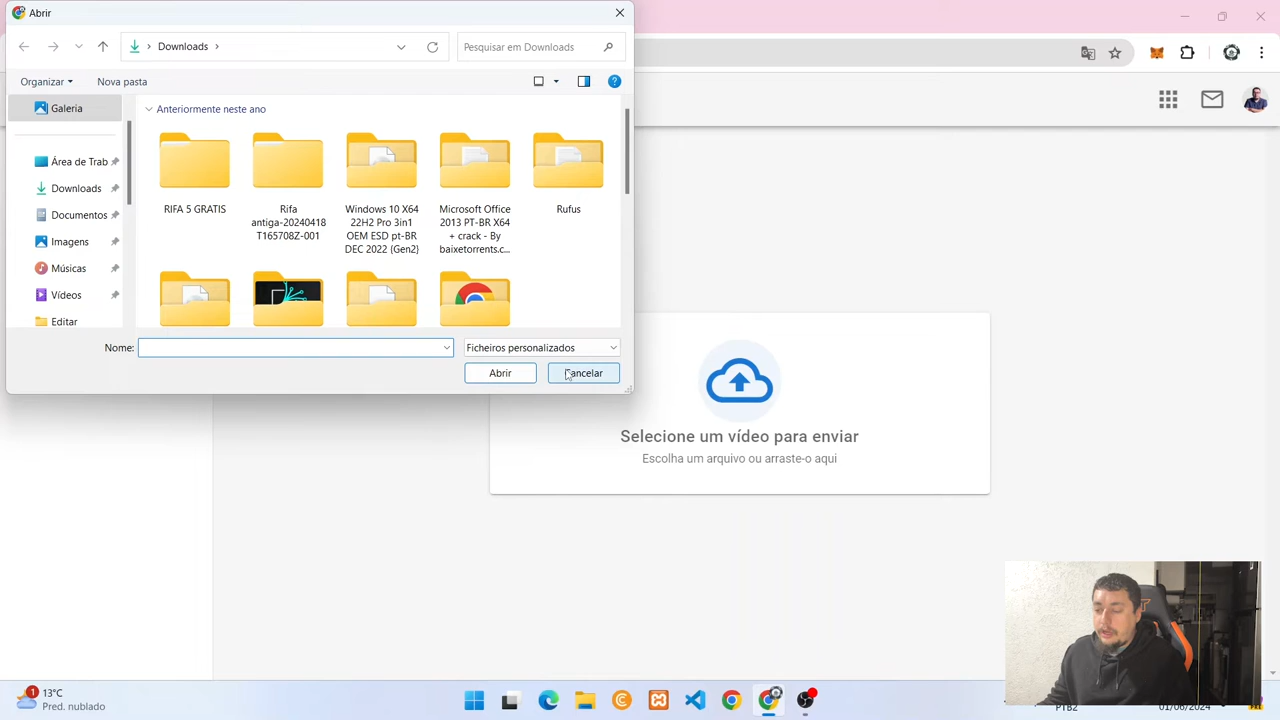 Abrir
Downloads
Pesquisar em Downloads
Organizar
Nova pasta
Galeria
Anteriormente neste ano
Área de Trab
Downloads
Documentos
Imagens
Músicas
Vídeos
Editar
RIFA 5 GRATIS
Rifa
antiga-20240418
T165708Z-001
Windows 10 X64
22H2 Pro 3in1
OEM ESD pt-BR
DEC 2022 {Gen2}
Microsoft Office
2013 PT-BR X64
+ crack - By
baixetorrents.c...
Rufus
Nome:
Ficheiros personalizados
Abrir
Cancelar
Selecione um vídeo para enviar
Escolha um arquivo ou arraste-o aqui
1
13°C
Pred. nublado
PTB2
01/06/2024